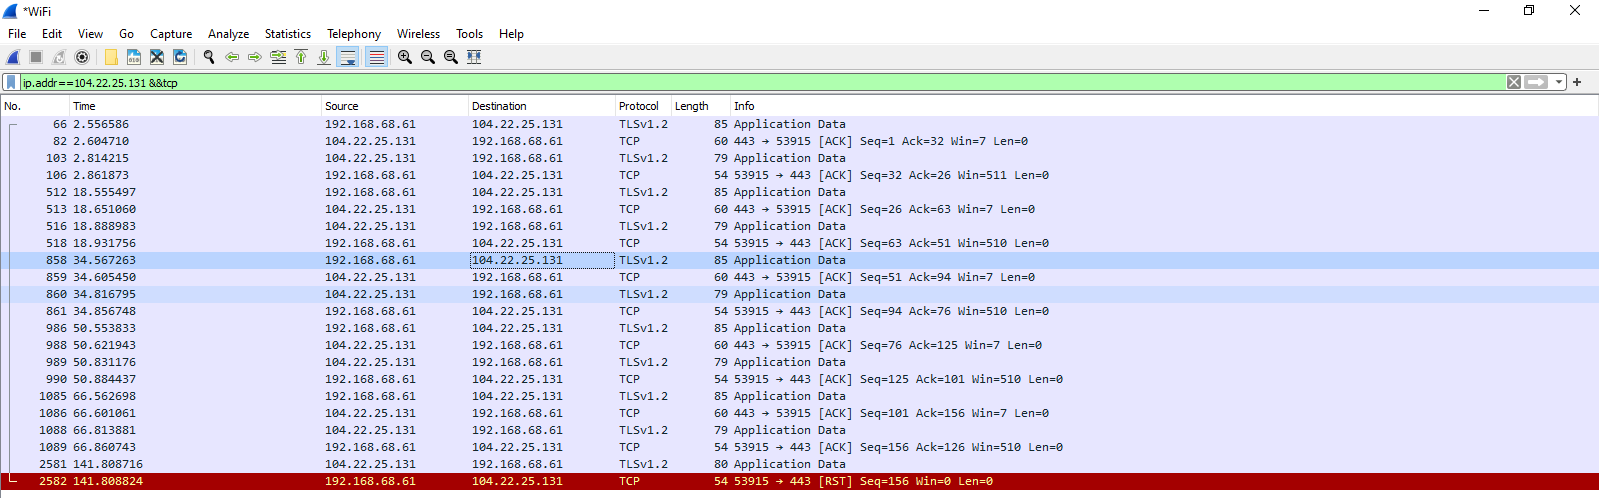 *WiFi
File Edit View Go Capture Analyze Statistics Telephony Wireless Tools Help
ip.addr==104.22.25.131 &&tcp
No. Time Source Destination Protocol Length Info
66 2.556586 192.168.68.61 104.22.25.131 TLSv1.2 85 Application Data
82 2.604710 104.22.25.131 192.168.68.61 TCP 60 443 → 53915 [ACK] Seq=1 Ack=32 Win=7 Len=0
103 2.814215 104.22.25.131 192.168.68.61 TLSv1.2 79 Application Data
106 2.861873 192.168.68.61 104.22.25.131 TCP 54 53915 → 443 [ACK] Seq=32 Ack=26 Win=511 Len=0
512 18.555497 192.168.68.61 104.22.25.131 TLSv1.2 85 Application Data
513 18.651060 104.22.25.131 192.168.68.61 TCP 60 443 → 53915 [ACK] Seq=26 Ack=63 Win=7 Len=0
516 18.888983 104.22.25.131 192.168.68.61 TLSv1.2 79 Application Data
518 18.931756 192.168.68.61 104.22.25.131 TCP 54 53915 → 443 [ACK] Seq=63 Ack=51 Win=510 Len=0
858 34.567263 192.168.68.61 104.22.25.131 TLSv1.2 85 Application Data
859 34.605450 104.22.25.131 192.168.68.61 TCP 60 443 → 53915 [ACK] Seq=51 Ack=94 Win=7 Len=0
860 34.816795 104.22.25.131 192.168.68.61 TLSv1.2 79 Application Data
861 34.856748 192.168.68.61 104.22.25.131 TCP 54 53915 → 443 [ACK] Seq=94 Ack=76 Win=510 Len=0
986 50.553833 192.168.68.61 104.22.25.131 TLSv1.2 85 Application Data
988 50.621943 104.22.25.131 192.168.68.61 TCP 60 443 → 53915 [ACK] Seq=76 Ack=125 Win=7 Len=0
989 50.831176 104.22.25.131 192.168.68.61 TLSv1.2 79 Application Data
990 50.884437 192.168.68.61 104.22.25.131 TCP 54 53915 → 443 [ACK] Seq=125 Ack=101 Win=510 Len=0
1085 66.562698 192.168.68.61 104.22.25.131 TLSv1.2 85 Application Data
1086 66.601061 104.22.25.131 192.168.68.61 TCP 60 443 → 53915 [ACK] Seq=101 Ack=156 Win=7 Len=0
1088 66.813881 104.22.25.131 192.168.68.61 TLSv1.2 79 Application Data
1089 66.860743 192.168.68.61 104.22.25.131 TCP 54 53915 → 443 [ACK] Seq=156 Ack=126 Win=510 Len=0
2581 141.808716 104.22.25.131 192.168.68.61 TLSv1.2 80 Application Data
2582 141.808824 192.168.68.61 104.22.25.131 TCP 54 53915 → 443 [RST] Seq=156 Win=0 Len=0